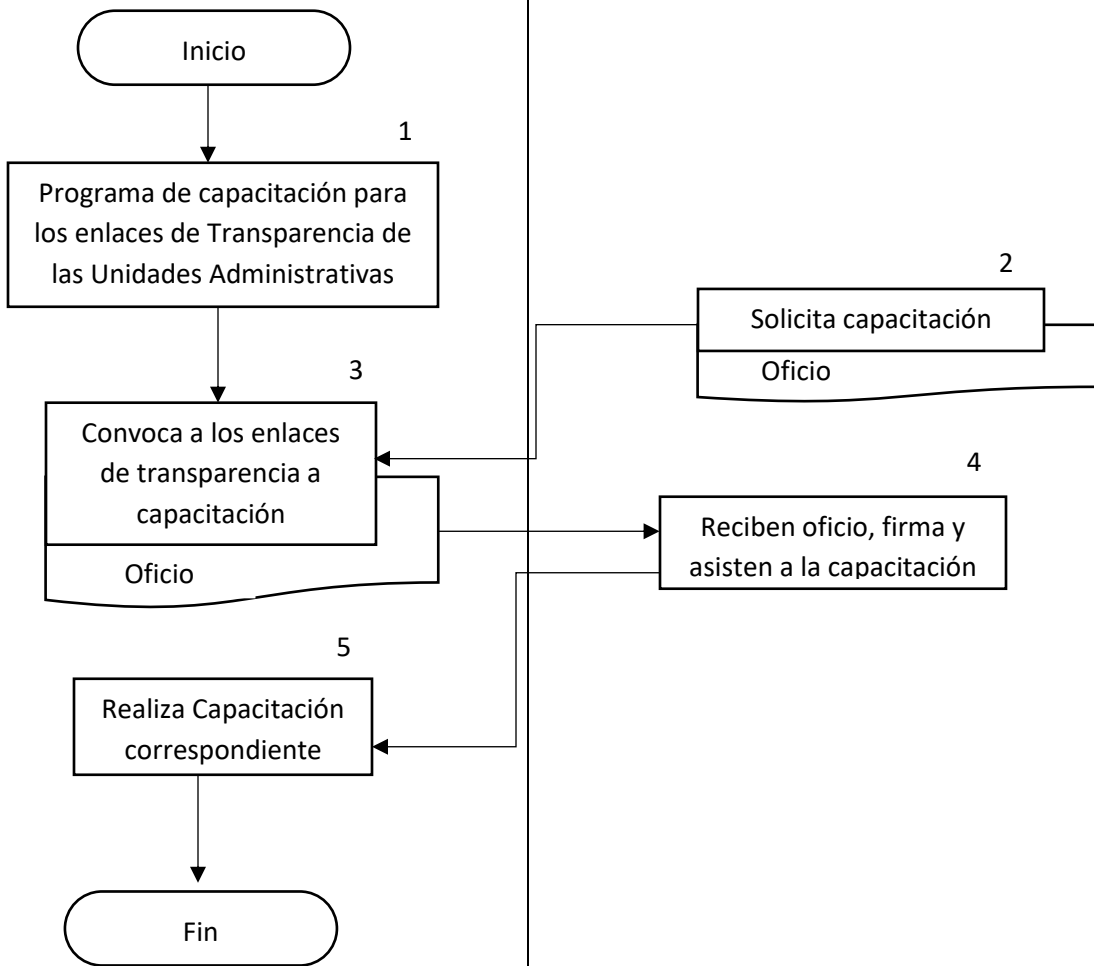 Inicio
1
Programa de capacitación para
los enlaces de Transparencia de
las Unidades Administrativas
2
Solicita capacitación
Oficio
3
Convoca a los enlaces
de transparencia a
capacitación
Oficio
4
Reciben oficio, firma y
asisten a la capacitación
5
Realiza Capacitación
correspondiente
Fin